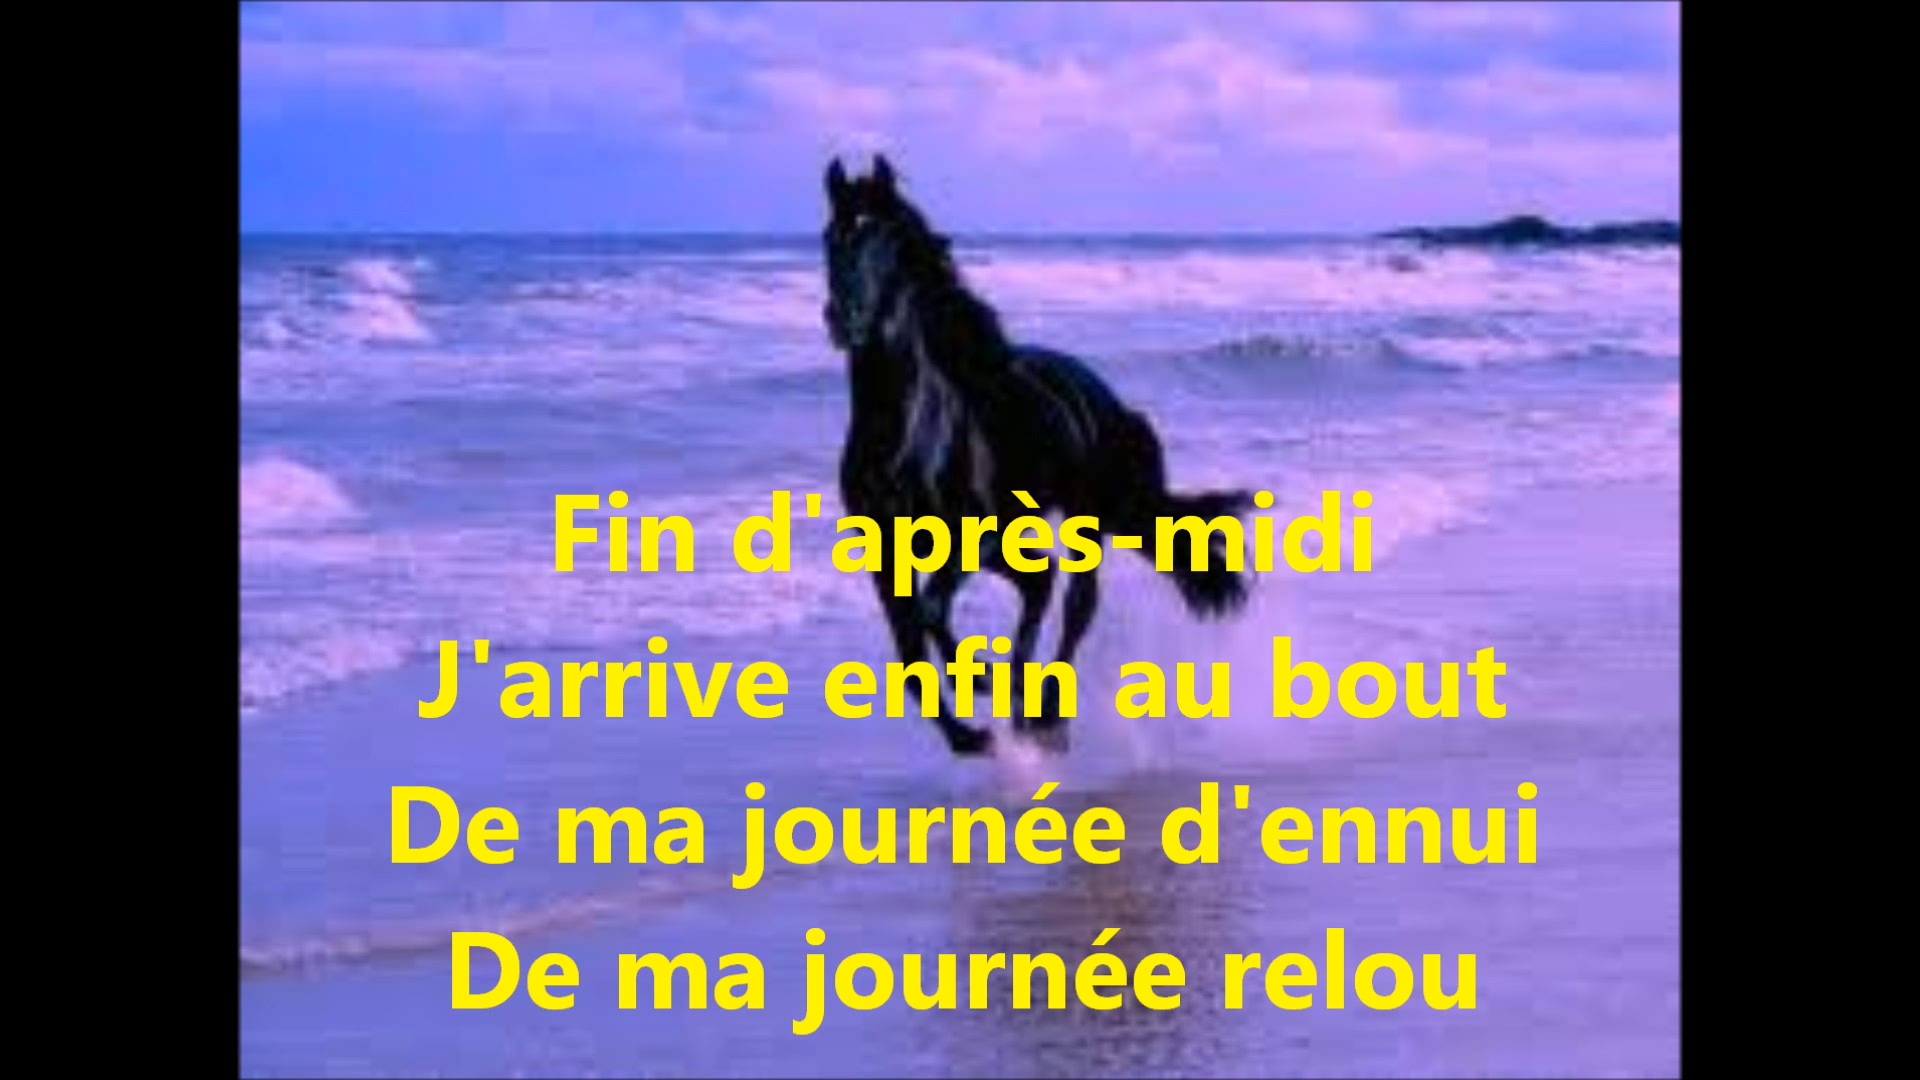 Fin d'après-midi
J'arrive enfin au bout
De ma journée d'ennui
De ma journée relou